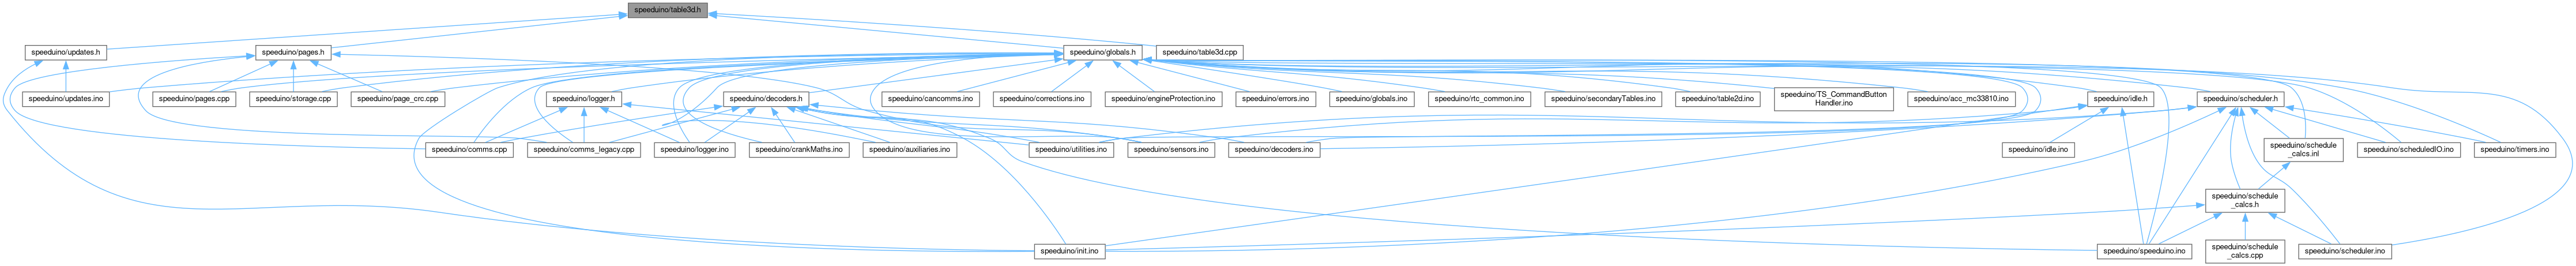 speeduino/table3d.h
speeduino/updates.h
speeduino/pages.h
speeduino/globals.h
speeduino/table3d.cpp
speeduino/updates.ino
speeduino/pages.cpp
speeduino/storage.cpp
speeduino/page_crc.cpp
speeduino/logger.h
speeduino/decoders.h
speeduino/cancomms.ino
speeduino/corrections.ino
speeduino/engineProtection.ino
speeduino/errors.ino
speeduino/globals.ino
speeduino/rtc_common.ino
speeduino/secondaryTables.ino
speeduino/table2d.ino
speeduino/TS_CommandButton
Handler.ino
speeduino/acc_mc33810.ino
speeduino/idle.h
speeduino/scheduler.h
speeduino/comms.cpp
speeduino/comms_legacy.cpp
speeduino/logger.ino
speeduino/crankMaths.ino
speeduino/auxiliaries.ino
speeduino/utilities.ino
speeduino/sensors.ino
speeduino/decoders.ino
speeduino/idle.ino
speeduino/schedule
_calcs.inl
speeduino/scheduledIO.ino
speeduino/timers.ino
speeduino/schedule
_calcs.h
speeduino/init.ino
speeduino/speeduino.ino
speeduino/schedule
_calcs.cpp
speeduino/scheduler.ino